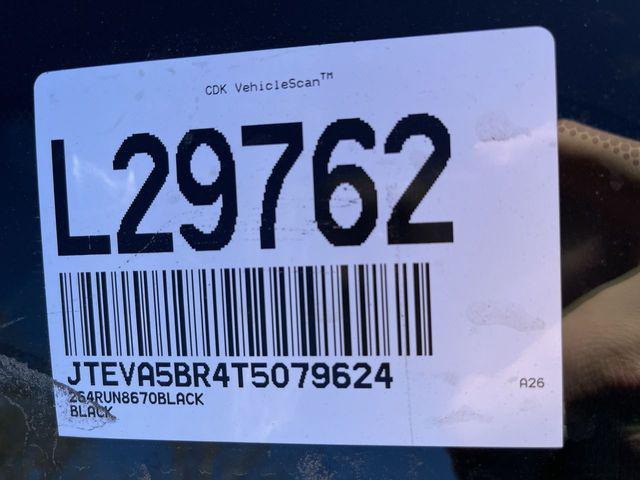 CDK VehicleScan™
L29762
JTEVA5BR4T5079624
264RUN8670BLACK
BLACK
A26